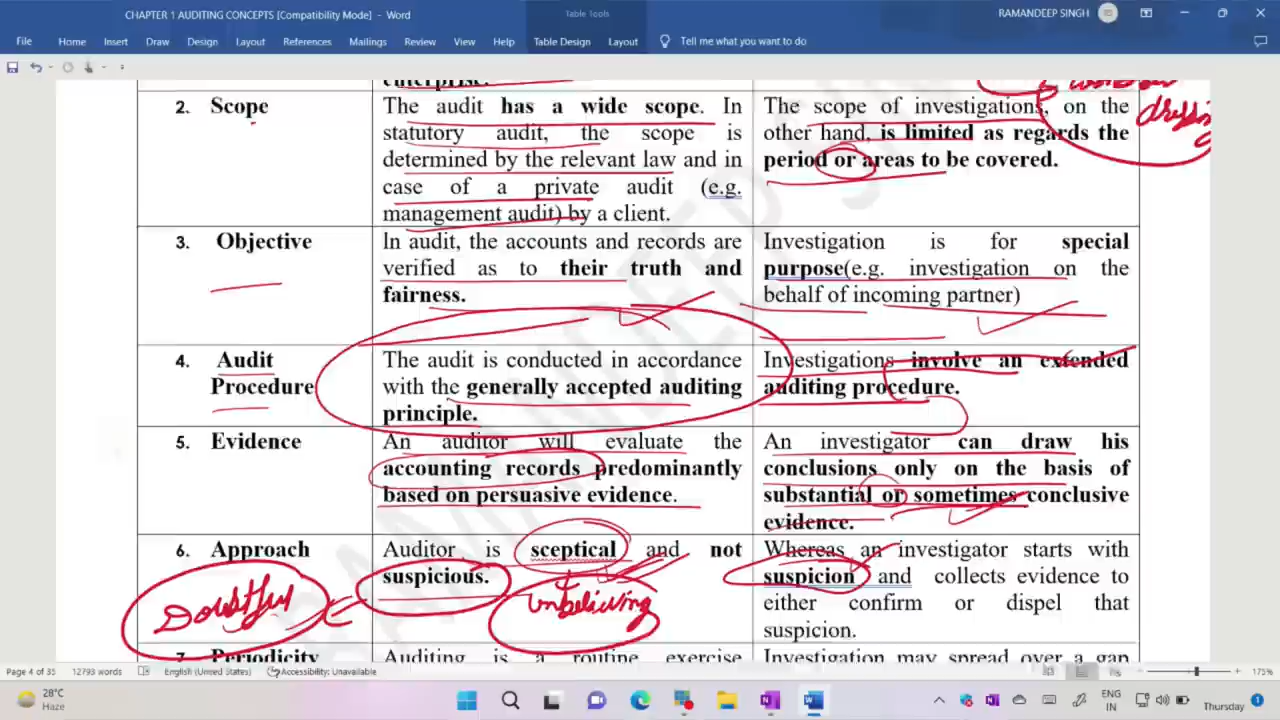 CHAPTER 1 AUDITING CONCEPTS [Compatibility Mode] - Word
Table Tools
RAMANDEEP SINGH
File Home Insert Draw Design Layout References Mailings Review View Help Table Design Layout Tell me what you want to do
enterprise.
dressing
2. Scope
The audit has a wide scope. In
statutory audit, the scope is
determined by the relevant law and in
case of a private audit (e.g.
management audit) by a client.
The scope of investigations, on the
other hand, is limited as regards the
period or areas to be covered.
3. Objective
In audit, the accounts and records are
verified as to their truth and
fairness.
Investigation is for special
purpose(e.g. investigation on the
behalf of incoming partner)
4. Audit
Procedure
The audit is conducted in accordance
with the generally accepted auditing
principle.
Investigations involve an extended
auditing procedure.
5. Evidence
An auditor will evaluate the
accounting records predominantly
based on persuasive evidence.
An investigator can draw his
conclusions only on the basis of
substantial or sometimes conclusive
evidence.
6. Approach
Auditor is sceptical and not
suspicious.
Doubtful
Unbelieving
Whereas an investigator starts with
suspicion and collects evidence to
either confirm or dispel that
suspicion.
7. Periodicity
Auditing is a routine exercise
Investigation may spread over a gap
RAMANDEEP
Page 4 of 35 12793 words English (United States) Accessibility: Unavailable 175%
28°C
Haze
ENG
IN
Thursday